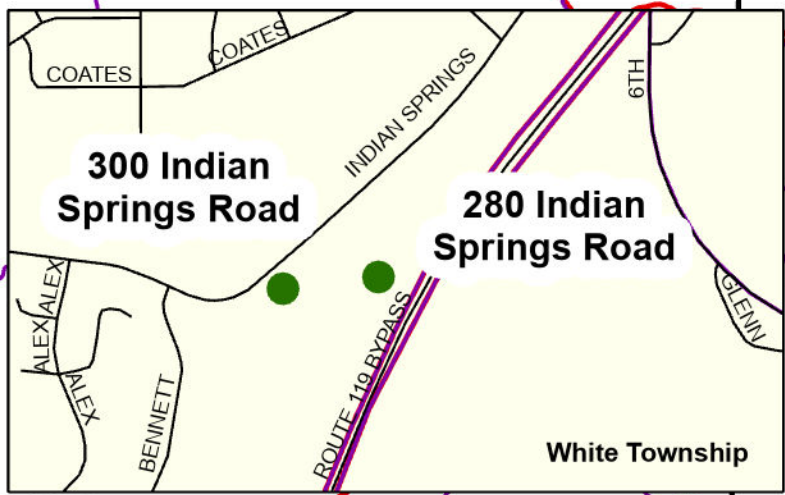 COATES
COATES
INDIAN SPRINGS
6TH
300 Indian
Springs Road
280 Indian
Springs Road
ALEX
ALEX
ALEX
BENNETT
ROUTE 119 BYPASS
GLENN
White Township